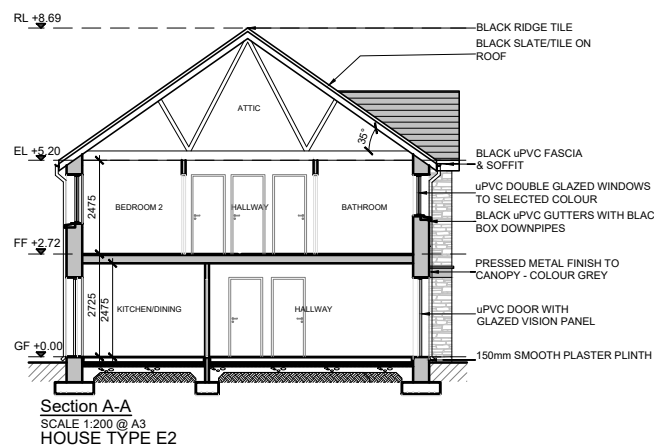 RL +8.69
BLACK RIDGE TILE
BLACK SLATE/TILE ON
ROOF
ATTIC
35°
EL +5.20
BLACK uPVC FASCIA
& SOFFIT
uPVC DOUBLE GLAZED WINDOWS
TO SELECTED COLOUR
2475
BEDROOM 2
HALLWAY
BATHROOM
BLACK uPVC GUTTERS WITH BLAC
BOX DOWNPIPES
FF +2.72
PRESSED METAL FINISH TO
CANOPY - COLOUR GREY
2725
2475
KITCHEN/DINING
HALLWAY
uPVC DOOR WITH
GLAZED VISION PANEL
GF +0.00
150mm SMOOTH PLASTER PLINTH
Section A-A
SCALE 1:200 @ A3
HOUSE TYPE E2